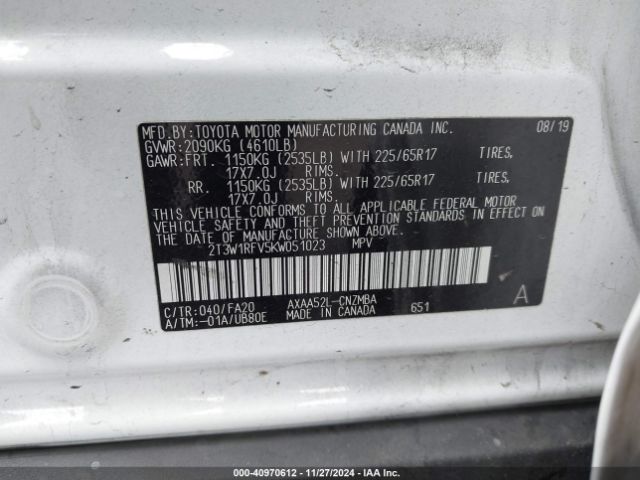 MFD.BY:TOYOTA MOTOR MANUFACTURING CANADA INC. 08/19
GVWR:2090KG (4610LB)
GAWR:FRT. 1150KG (2535LB) WITH 225/65R17 TIRES,
17X7.0J RIMS.
RR. 1150KG (2535LB) WITH 225/65R17 TIRES,
17X7.0J RIMS.
THIS VEHICLE CONFORMS TO ALL APPLICABLE FEDERAL MOTOR
VEHICLE SAFETY AND THEFT PREVENTION STANDARDS IN EFFECT
ON THE DATE OF MANUFACTURE SHOWN ABOVE.
2T3W1RFV5KW051023 MPV
C/TR:040/FA20 AXAA52L-CNZMBA A
A/TM:-01A/UB80E MADE IN CANADA 651
000-40970612 - 11/27/2024 - IAA Inc.